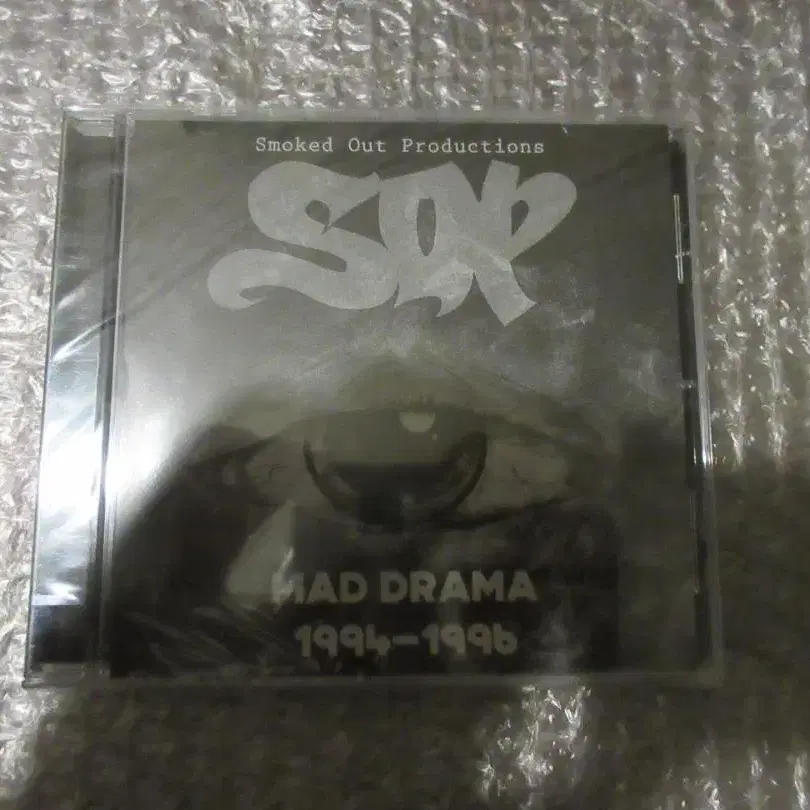 Smoked Out Productions
SOP
MAD DRAMA
1994-1996